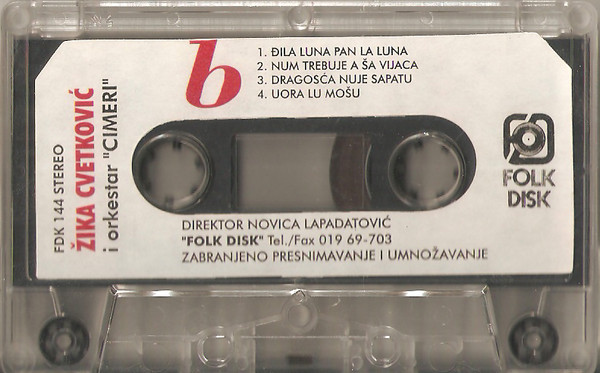 b
1. ĐILA LUNA PAN LA LUNA
2. NUM TREBUJE A ŠA VIJACA
3. DRAGOSĆA NUJE SAPATU
4. UORA LU MOŠU
FDK 144 STEREO
ŽIKA CVETKOVIĆ
i orkestar "CIMERI"
FOLK
DISK
DIREKTOR NOVICA LAPADATOVIĆ
"FOLK DISK" Tel./Fax 019 69-703
ZABRANJENO PRESNIMAVANJE I UMNOŽAVANJE